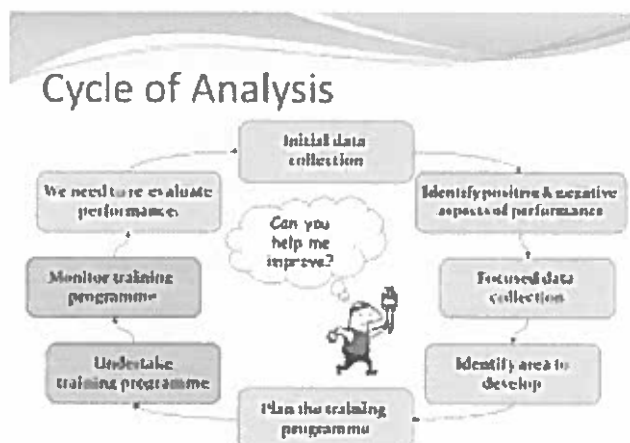 Cycle of Analysis
Initial data
collection
Identify positive & negative
aspects of performance
Focused data
collection
Identify area to
develop
Plan the training
programme
Undertake
training programme
Monitor training
programme
We need to re evaluate
performance
Can you
help me
improve?